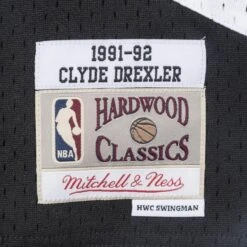 1991-92
CLYDE DREXLER
HARDWOOD
CLASSICS
NBA
Mitchell & Ness
HWC SWINGMAN